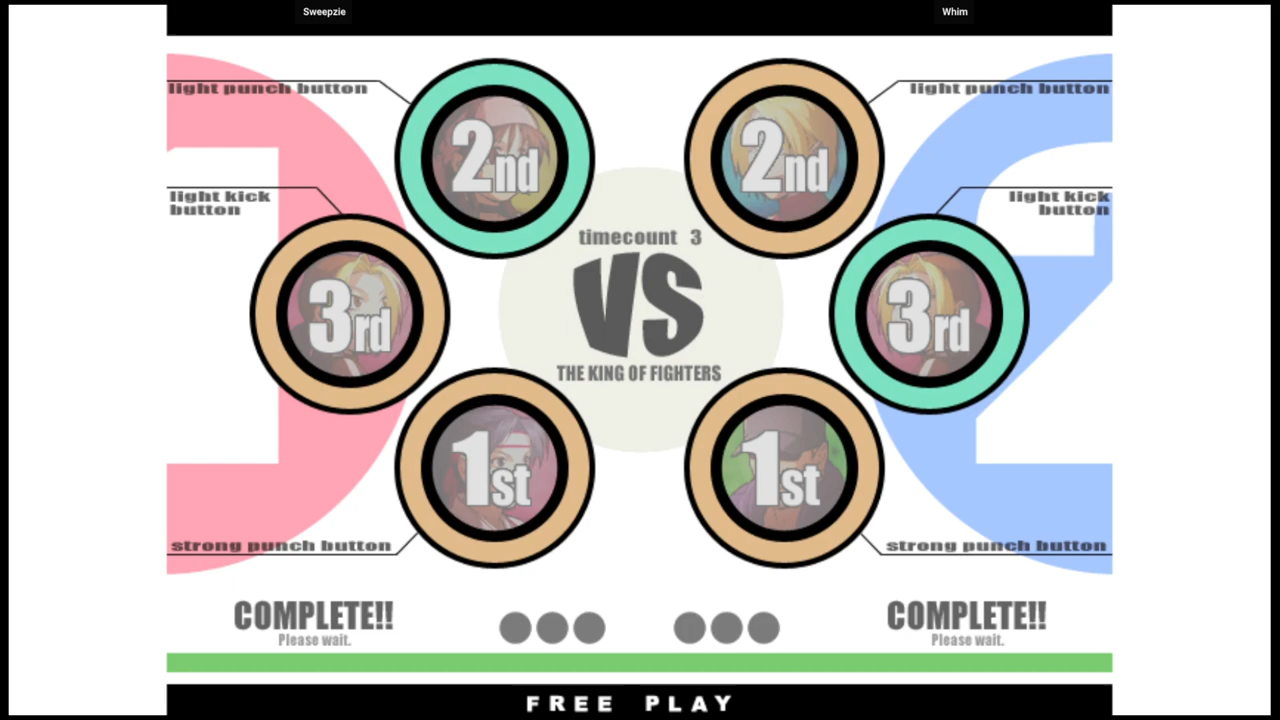 Sweepzie
Whim
light punch button
light punch button
2nd
2nd
light kick
button
light kick
button
timecount 3
VS
THE KING OF FIGHTERS
3rd
3rd
1st
1st
strong punch button
strong punch button
COMPLETE!!
Please wait.
COMPLETE!!
Please wait.
FREE PLAY